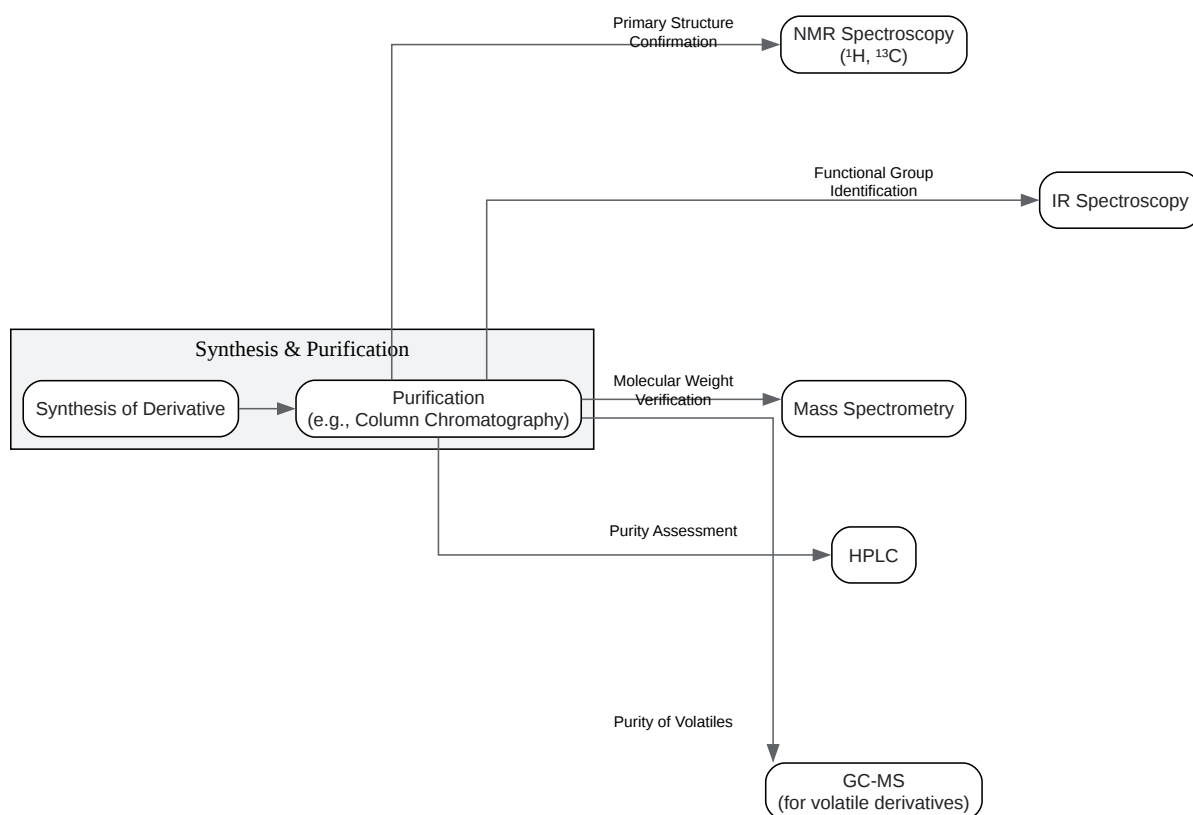 Primary Structure
Confirmation
NMR Spectroscopy
(¹H, ¹³C)
Functional Group
Identification
IR Spectroscopy
Synthesis & Purification
Synthesis of Derivative
Purification
(e.g., Column Chromatography)
Molecular Weight
Verification
Mass Spectrometry
Purity Assessment
HPLC
Purity of Volatiles
GC-MS
(for volatile derivatives)